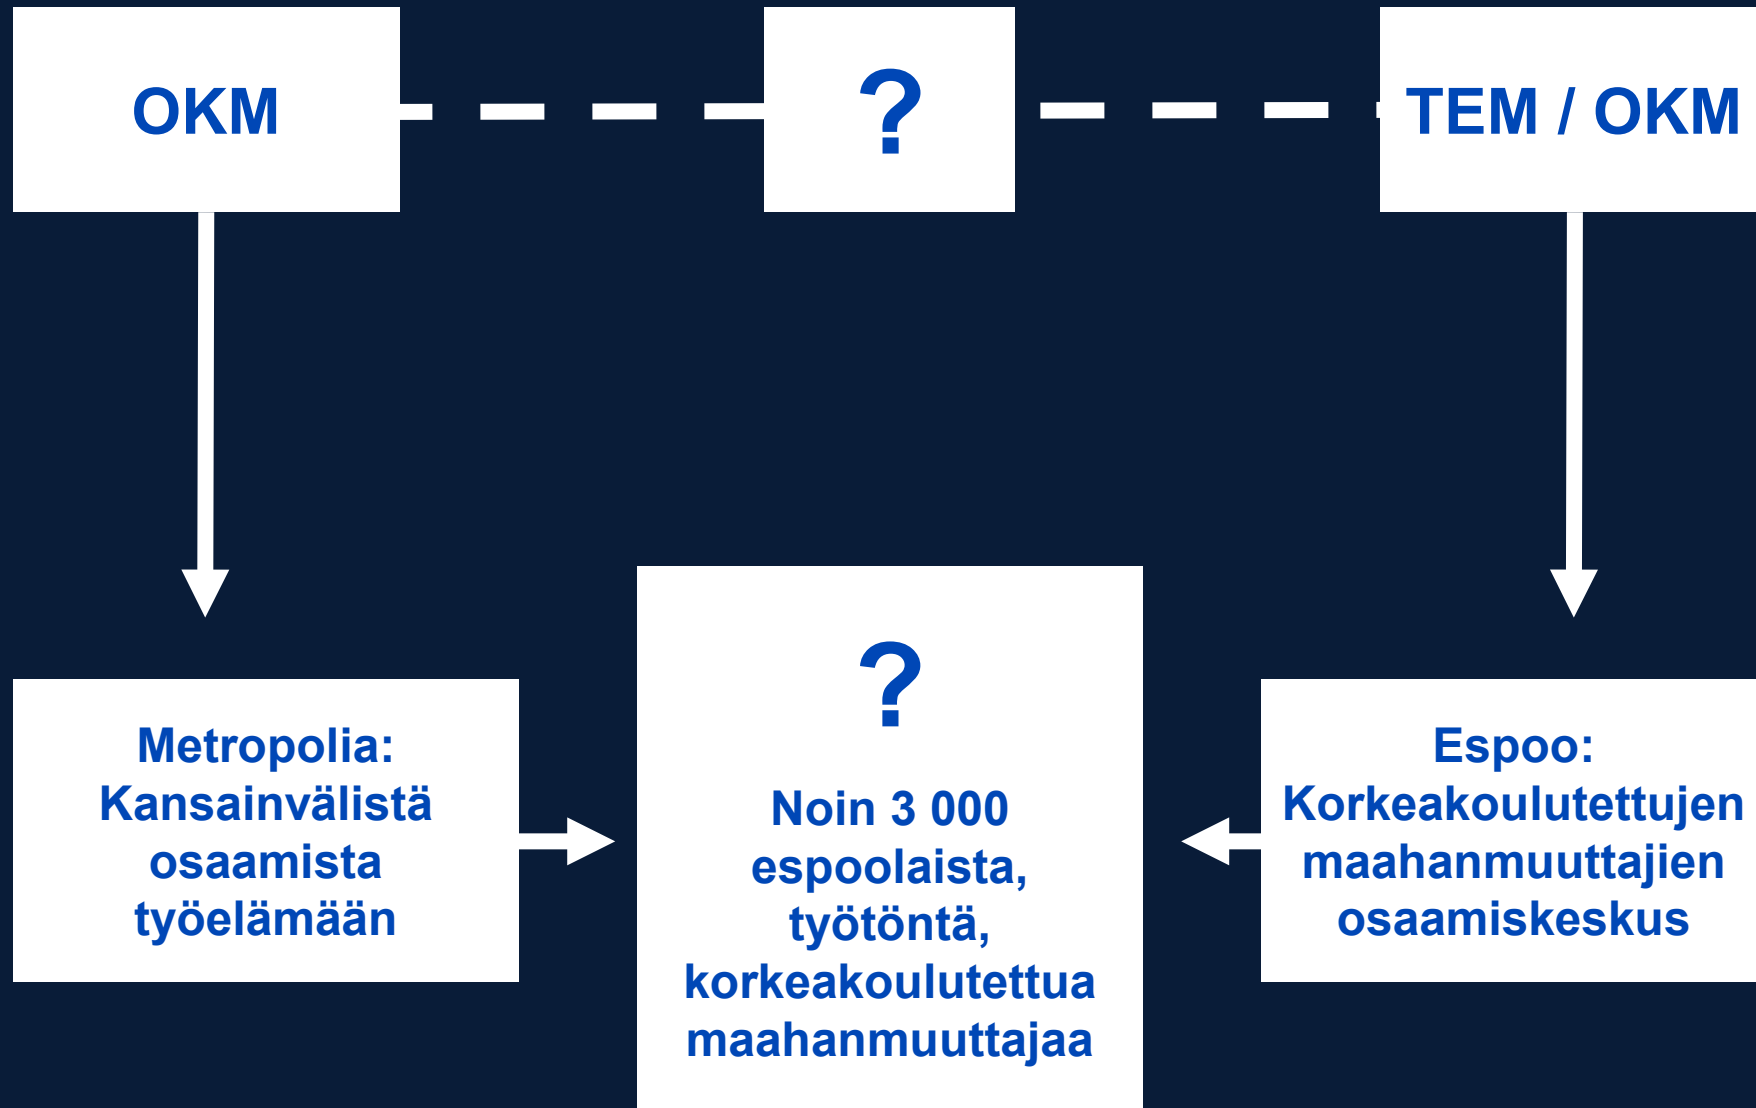 OKM
?
TEM / OKM
Metropolia:
Kansainvälistä
osaamista
työelämään
?
Noin 3 000
espoolaista,
työtöntä,
korkeakoulutettua
maahanmuuttajaa
Espoo:
Korkeakoulutettujen
maahanmuuttajien
osaamiskeskus